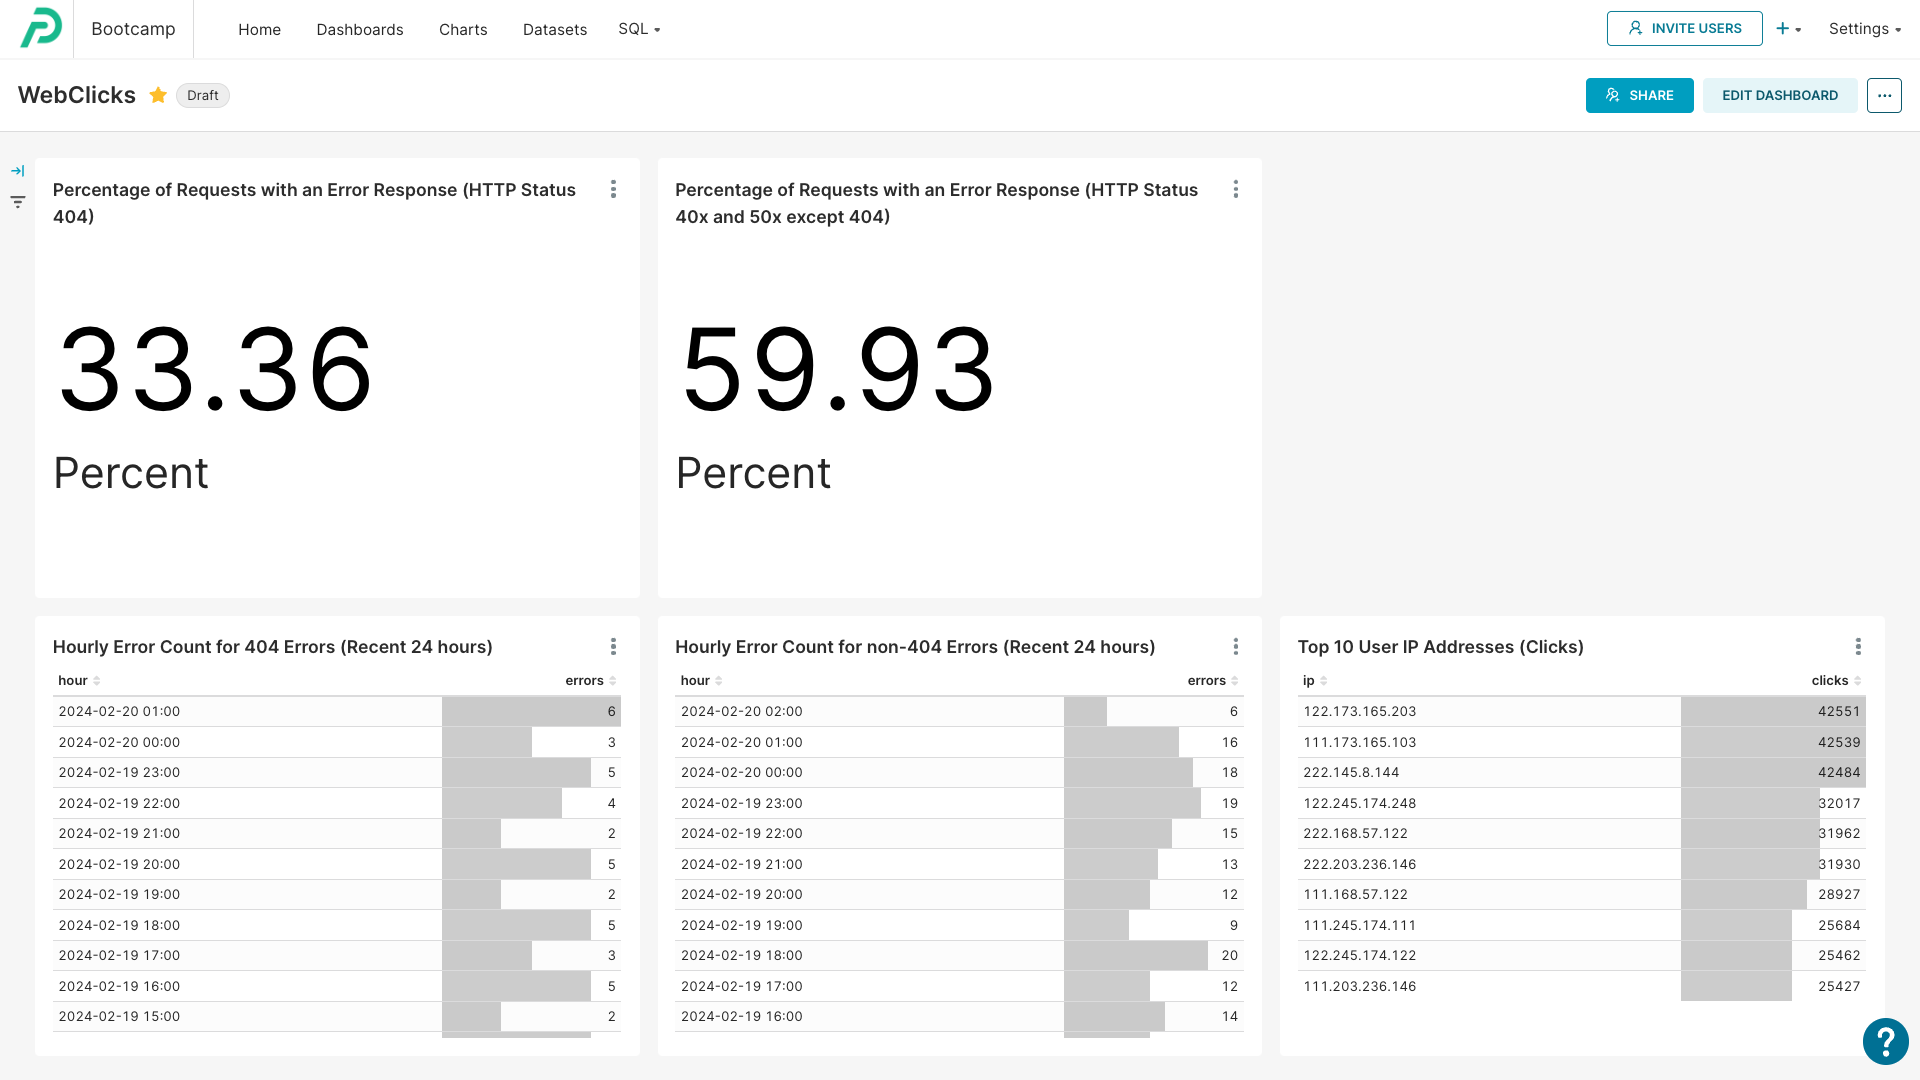 Bootcamp
Home Dashboards Charts Datasets SQL
INVITE USERS
+
Settings
WebClicks
Draft
SHARE
EDIT DASHBOARD
...
Percentage of Requests with an Error Response (HTTP Status
404)
33.36
Percent
Percentage of Requests with an Error Response (HTTP Status
40x and 50x except 404)
59.93
Percent
Hourly Error Count for 404 Errors (Recent 24 hours)
hour errors
2024-02-20 01:00 6
2024-02-20 00:00 3
2024-02-19 23:00 5
2024-02-19 22:00 4
2024-02-19 21:00 2
2024-02-19 20:00 5
2024-02-19 19:00 2
2024-02-19 18:00 5
2024-02-19 17:00 3
2024-02-19 16:00 5
2024-02-19 15:00 2
Hourly Error Count for non-404 Errors (Recent 24 hours)
hour errors
2024-02-20 02:00 6
2024-02-20 01:00 16
2024-02-20 00:00 18
2024-02-19 23:00 19
2024-02-19 22:00 15
2024-02-19 21:00 13
2024-02-19 20:00 12
2024-02-19 19:00 9
2024-02-19 18:00 20
2024-02-19 17:00 12
2024-02-19 16:00 14
Top 10 User IP Addresses (Clicks)
ip clicks
122.173.165.203 42551
111.173.165.103 42539
222.145.8.144 42484
122.245.174.248 32017
222.168.57.122 31962
222.203.236.146 31930
111.168.57.122 28927
111.245.174.111 25684
122.245.174.122 25462
111.203.236.146 25427
?